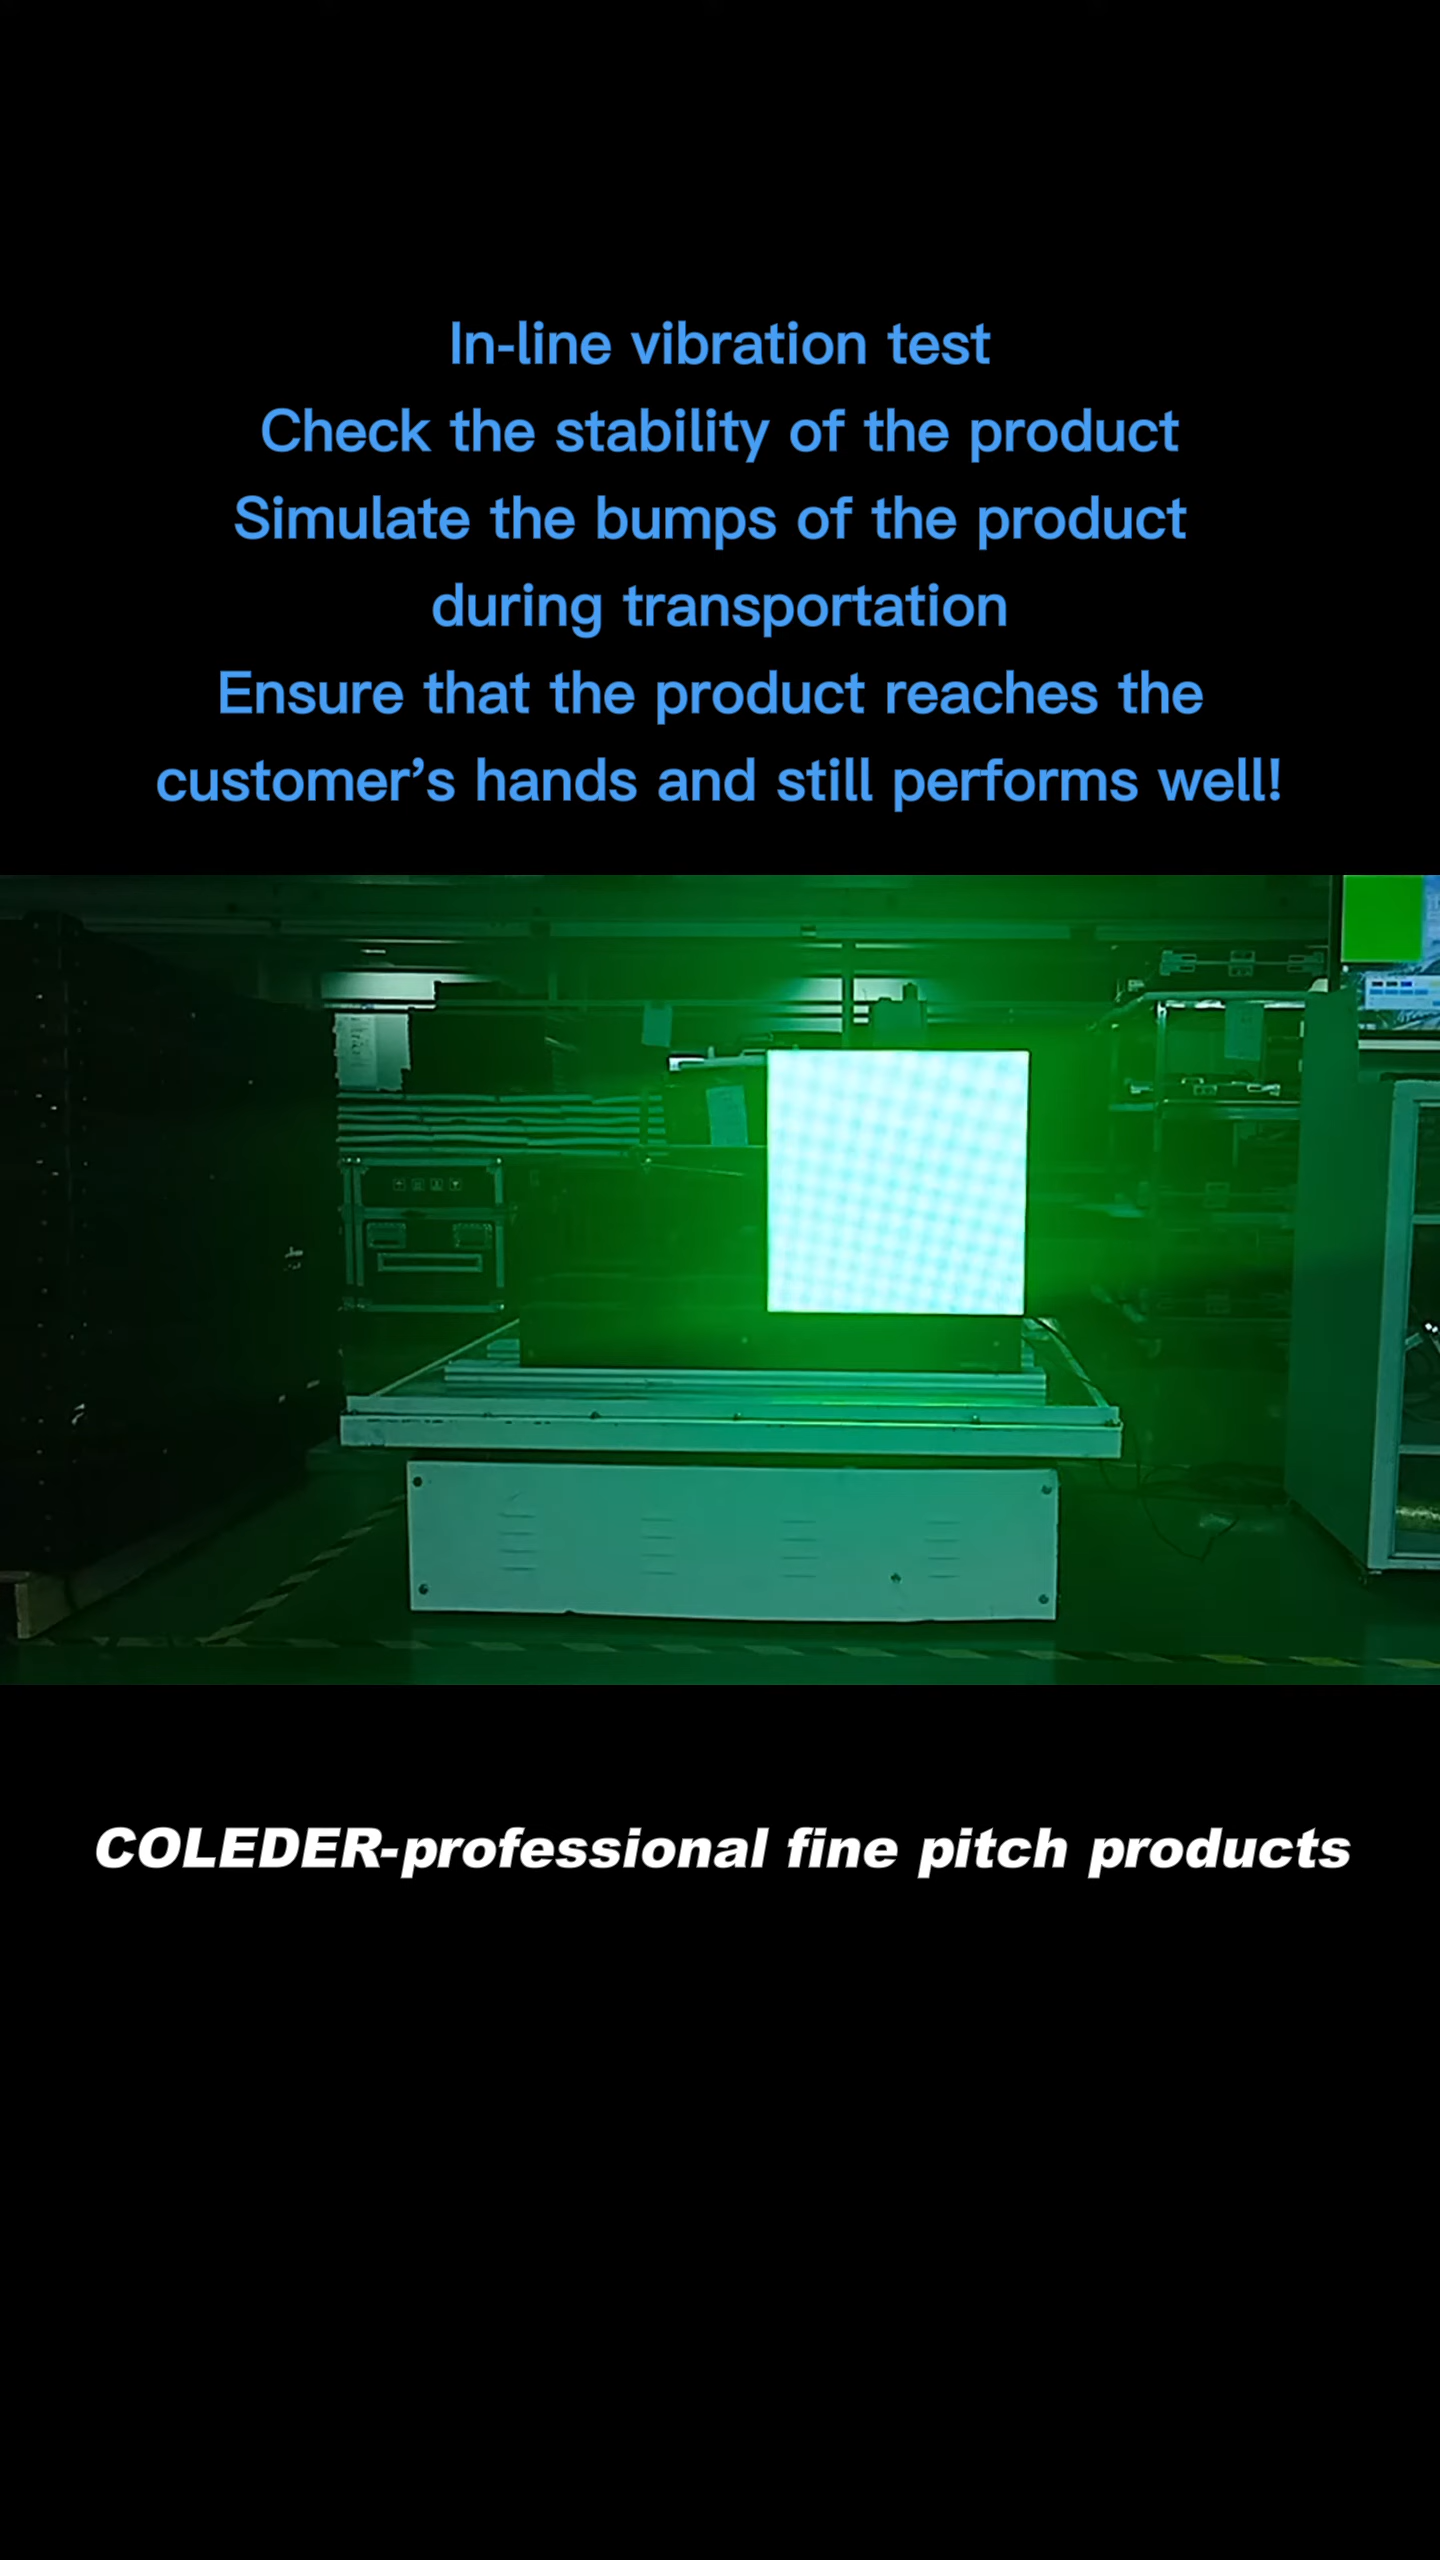 In-line vibration test
Check the stability of the product
Simulate the bumps of the product
during transportation
Ensure that the product reaches the
customer’s hands and still performs well!
COLEDER-professional fine pitch products